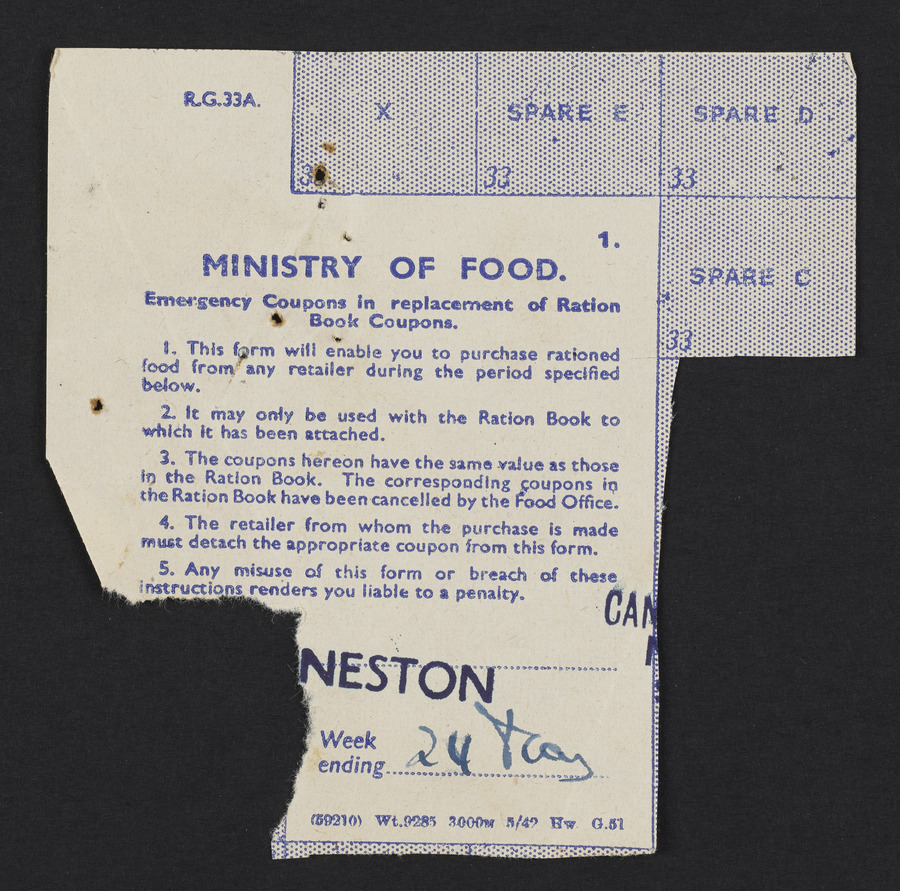 R.G.33A.
X
SPARE E
SPARE D
33
33
1.
SPARE C
33
MINISTRY OF FOOD.
Emergency Coupons in replacement of Ration
Book Coupons.
1. This form will enable you to purchase rationed
food from any retailer during the period specified
below.
2. It may only be used with the Ration Book to
which it has been attached.
3. The coupons hereon have the same value as those
in the Ration Book. The corresponding coupons in
the Ration Book have been cancelled by the Food Office.
4. The retailer from whom the purchase is made
must detach the appropriate coupon from this form.
5. Any misuse of this form or breach of these
instructions renders you liable to a penalty.
CAN
NESTON
Week
ending 24 May
(59210) Wt.9285 3000M 5/42 Hw G.51